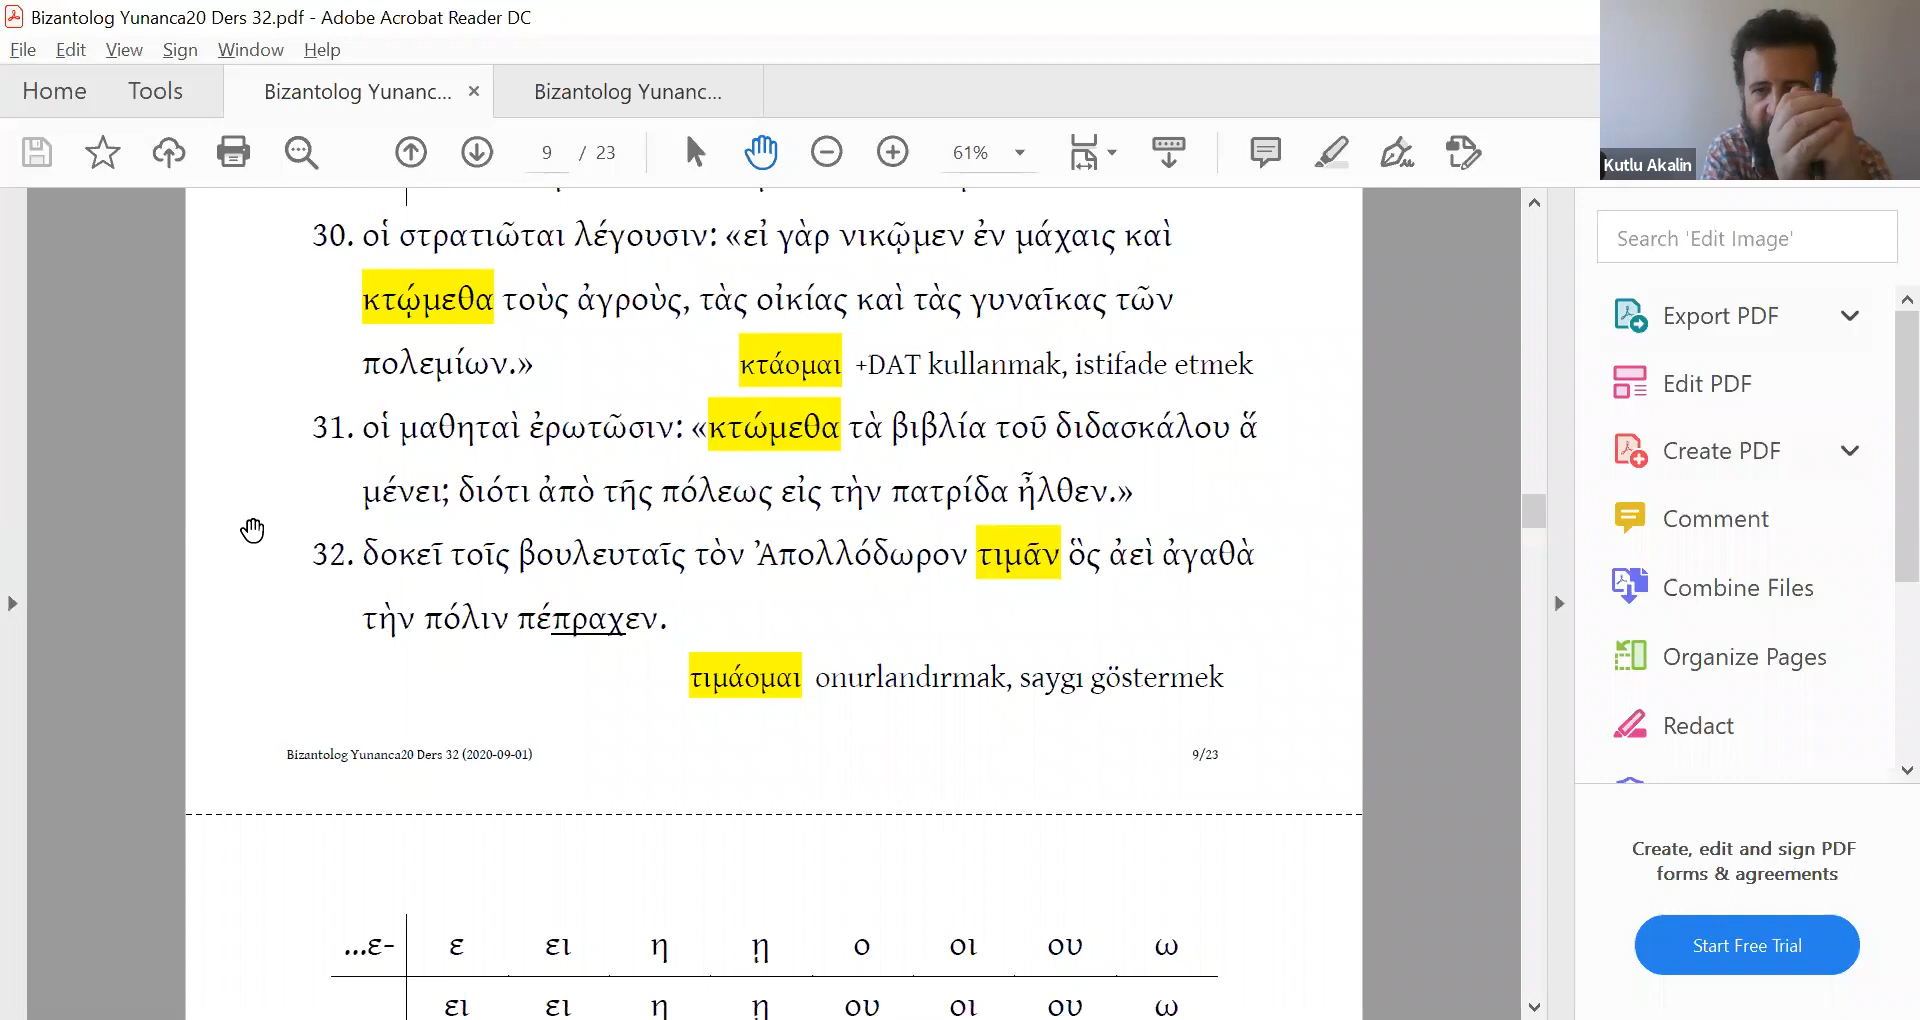 Bizantolog Yunanca20 Ders 32.pdf - Adobe Acrobat Reader DC
File Edit View Sign Window Help
Home Tools Bizantolog Yunanc... × Bizantolog Yunanc...
9 / 23 61%
Kutlu Akalin
30. οἱ στρατιῶται λέγουσιν: «εἰ γὰρ νικῷμεν ἐν μάχαις καὶ
κτῴμεθα τοὺς ἀγροὺς, τὰς οἰκίας καὶ τὰς γυναῖκας τῶν
πολεμίων.» κτάομαι +DAT kullanmak, istifade etmek
31. οἱ μαθηταὶ ἐρωτῶσιν: «κτώμεθα τὰ βιβλία τοῦ διδασκάλου ἅ
μένει; διότι ἀπὸ τῆς πόλεως εἰς τὴν πατρίδα ἦλθεν.»
32. δοκεῖ τοῖς βουλευταῖς τὸν Ἀπολλόδωρον τιμᾶν ὃς ἀεὶ ἀγαθὰ
τὴν πόλιν πέπραχεν.
τιμάομαι onurlandırmak, saygı göstermek
Bizantolog Yunanca20 Ders 32 (2020-09-01) 9/23
...ε- ε ει η ῃ ο οι ου ω
ει ει η ῃ ου οι ου ω
Search 'Edit Image'
Export PDF
Edit PDF
Create PDF
Comment
Combine Files
Organize Pages
Redact
Create, edit and sign PDF
forms & agreements
Start Free Trial